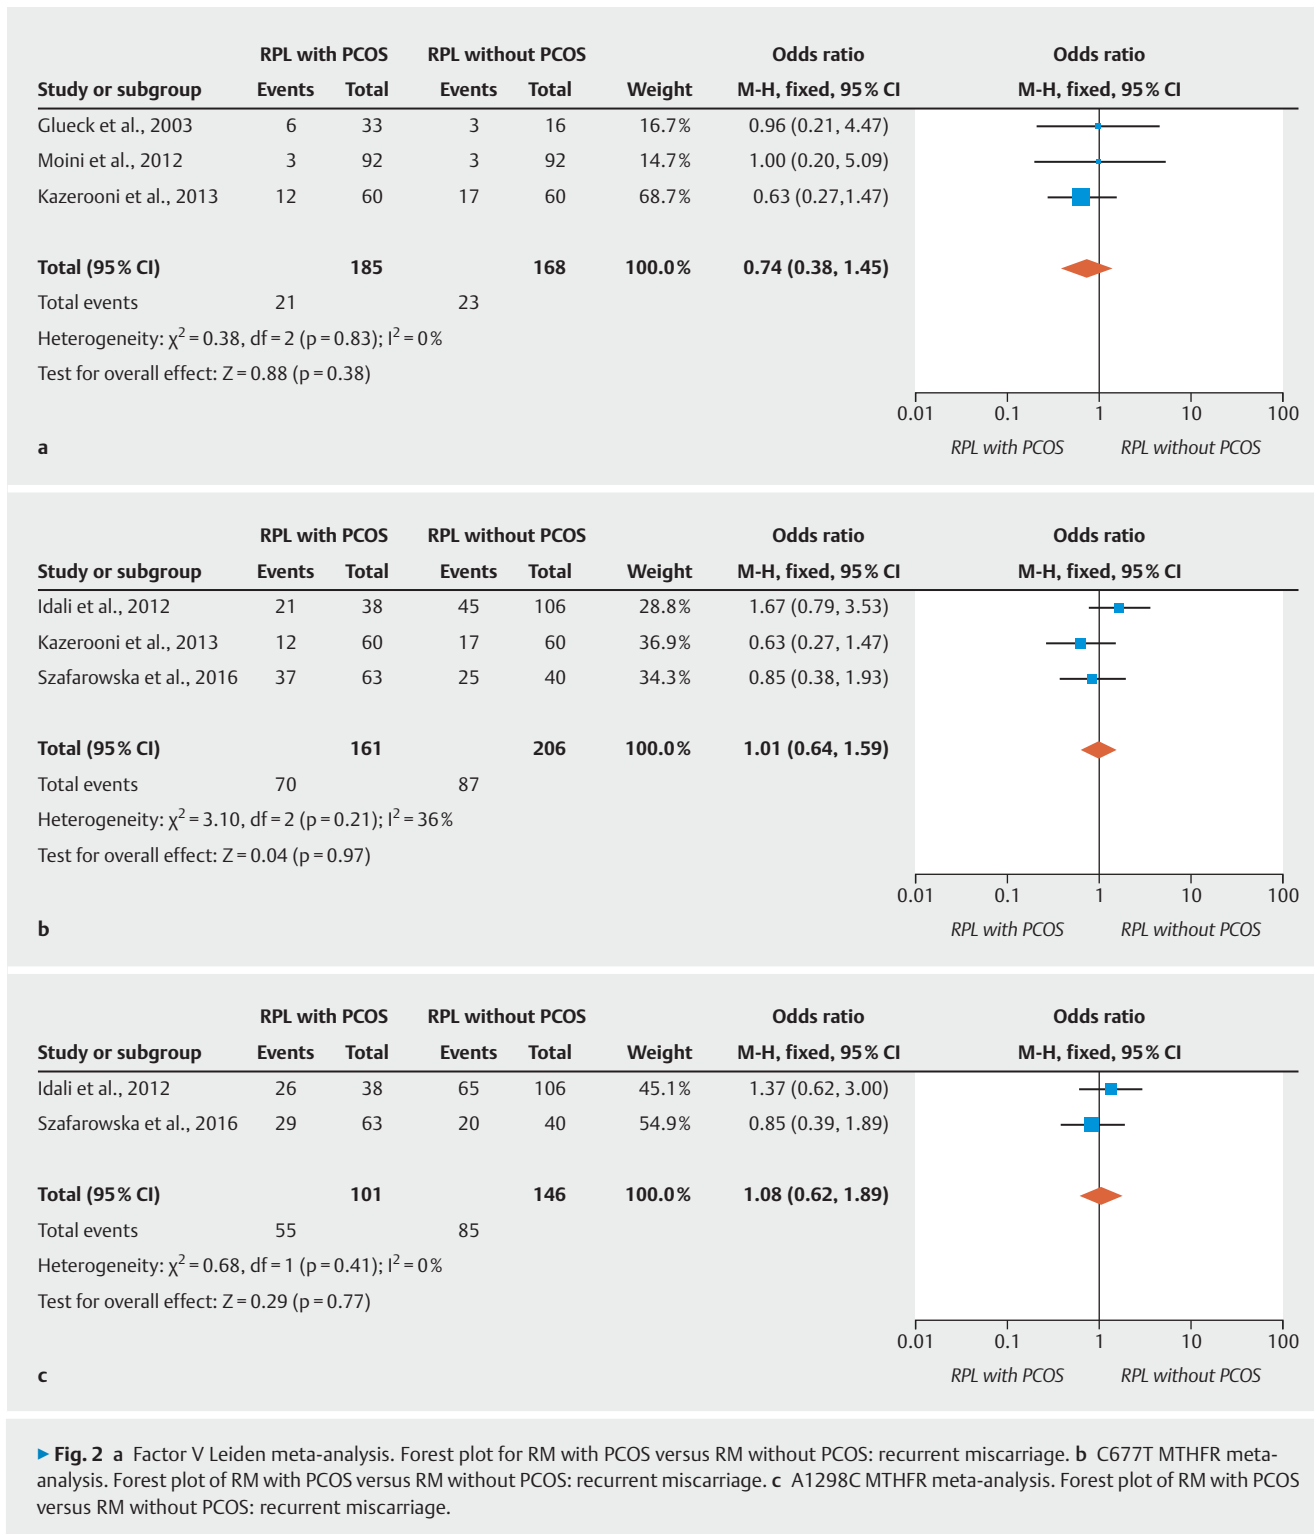 RPL with PCOS RPL without PCOS Odds ratio Odds ratio
Study or subgroup Events Total Events Total Weight M-H, fixed, 95% CI M-H, fixed, 95% CI
Glueck et al., 2003 6 33 3 16 16.7% 0.96 (0.21, 4.47)
Moini et al., 2012 3 92 3 92 14.7% 1.00 (0.20, 5.09)
Kazerooni et al., 2013 12 60 17 60 68.7% 0.63 (0.27,1.47)
Total (95% CI) 185 168 100.0% 0.74 (0.38, 1.45)
Total events 21 23
Heterogeneity: χ² = 0.38, df = 2 (p = 0.83); I² = 0%
Test for overall effect: Z = 0.88 (p = 0.38)
0.01 0.1 1 10 100
a RPL with PCOS RPL without PCOS
RPL with PCOS RPL without PCOS Odds ratio Odds ratio
Study or subgroup Events Total Events Total Weight M-H, fixed, 95% CI M-H, fixed, 95% CI
Idali et al., 2012 21 38 45 106 28.8% 1.67 (0.79, 3.53)
Kazerooni et al., 2013 12 60 17 60 36.9% 0.63 (0.27, 1.47)
Szafarowska et al., 2016 37 63 25 40 34.3% 0.85 (0.38, 1.93)
Total (95% CI) 161 206 100.0% 1.01 (0.64, 1.59)
Total events 70 87
Heterogeneity: χ² = 3.10, df = 2 (p = 0.21); I² = 36%
Test for overall effect: Z = 0.04 (p = 0.97)
0.01 0.1 1 10 100
b RPL with PCOS RPL without PCOS
RPL with PCOS RPL without PCOS Odds ratio Odds ratio
Study or subgroup Events Total Events Total Weight M-H, fixed, 95% CI M-H, fixed, 95% CI
Idali et al., 2012 26 38 65 106 45.1% 1.37 (0.62, 3.00)
Szafarowska et al., 2016 29 63 20 40 54.9% 0.85 (0.39, 1.89)
Total (95% CI) 101 146 100.0% 1.08 (0.62, 1.89)
Total events 55 85
Heterogeneity: χ² = 0.68, df = 1 (p = 0.41); I² = 0%
Test for overall effect: Z = 0.29 (p = 0.77)
0.01 0.1 1 10 100
c RPL with PCOS RPL without PCOS
► Fig. 2 a Factor V Leiden meta-analysis. Forest plot for RM with PCOS versus RM without PCOS: recurrent miscarriage. b C677T MTHFR meta-
analysis. Forest plot of RM with PCOS versus RM without PCOS: recurrent miscarriage. c A1298C MTHFR meta-analysis. Forest plot of RM with PCOS
versus RM without PCOS: recurrent miscarriage.